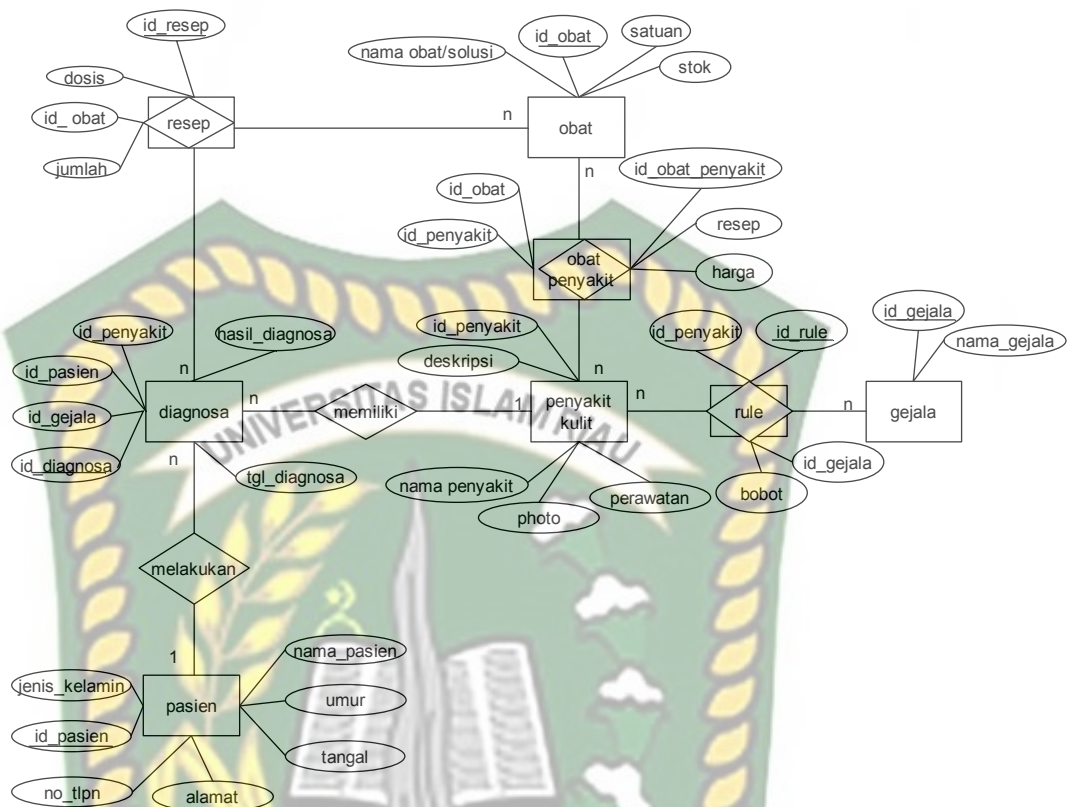 id_resep
nama obat/solusi
id_obat
satuan
stok
dosis
id_ obat
jumlah
resep
n
obat
n
id_obat_penyakit
id_obat
id_penyakit
resep
obat
penyakit
harga
id_penyakit
hasil_diagnosa
id_penyakit
id_penyakit
id_rule
id_gejala
nama_gejala
id_pasien
deskripsi
n
n
id_gejala
diagnosa
n
memiliki
1
penyakit
kulit
n
rule
n
gejala
UNIVERSITAS ISLAM RIAU
id_diagnosa
n
tgl_diagnosa
nama penyakit
photo
perawatan
bobot
id_gejala
melakukan
1
nama_pasien
jenis_kelamin
pasien
umur
id_pasien
tangal
no_tlpn
alamat